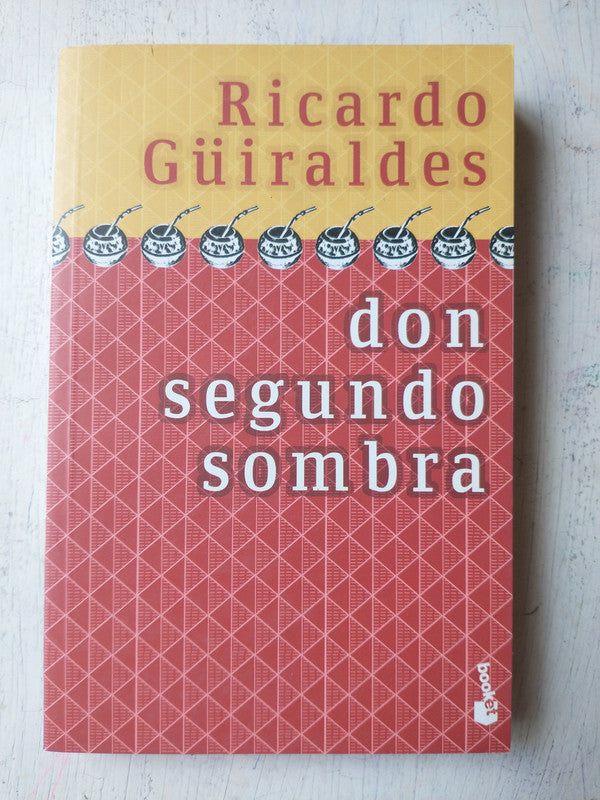 Ricardo
Güiraldes
don
segundo
sombra
booket